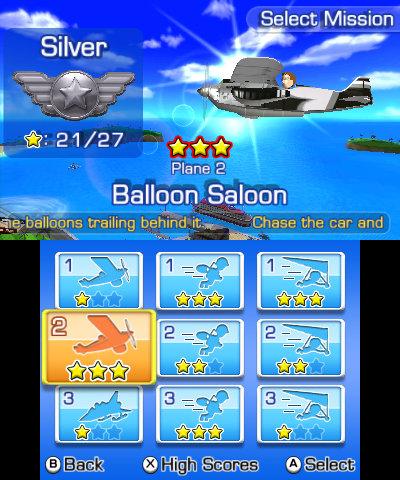 Select Mission
Silver
: 21/27
Plane 2
Balloon Saloon
e balloons trailing behind it... Chase the car and
1
1
1
2
2
2
3
3
3
B Back
X High Scores
A Select